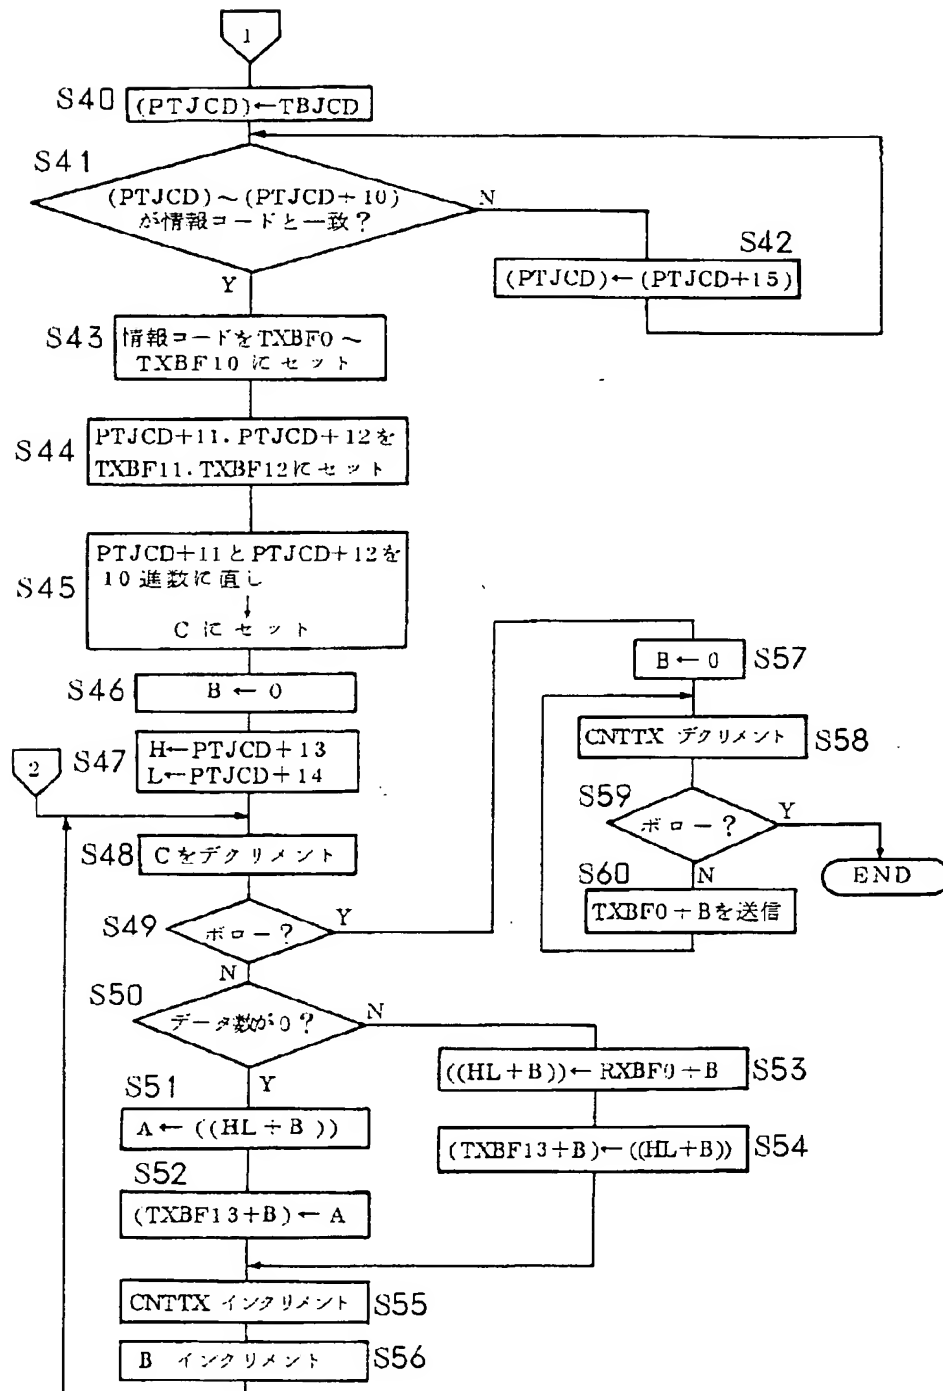 1
S40
(PTJCD)←TBJCD
S41
(PTJCD)～(PTJCD+10)
が情報コードと一致?
N
Y
S42
(PTJCD)←(PTJCD+15)
S43
情報コードをTXBF0～
TXBF10にセット
S44
PTJCD+11.PTJCD+12を
TXBF11.TXBF12にセット
S45
PTJCD+11とPTJCD+12を
10進数に直し
↓
Cにセット
S46
B←0
S47
H←PTJCD+13
L←PTJCD+14
2
S48
Cをデクリメント
S49
ボロー?
Y
N
S50
データ数が0?
N
Y
S51
A←((HL+B))
S52
(TXBF13+B)←A
S53
((HL+B))←RXBF0+B
S54
(TXBF13+B)←((HL+B))
S55
CNTTX インクリメント
S56
B インクリメント
S57
B←0
S58
CNTTX デクリメント
S59
ボロー?
Y
N
S60
TXBF0+Bを送信
END